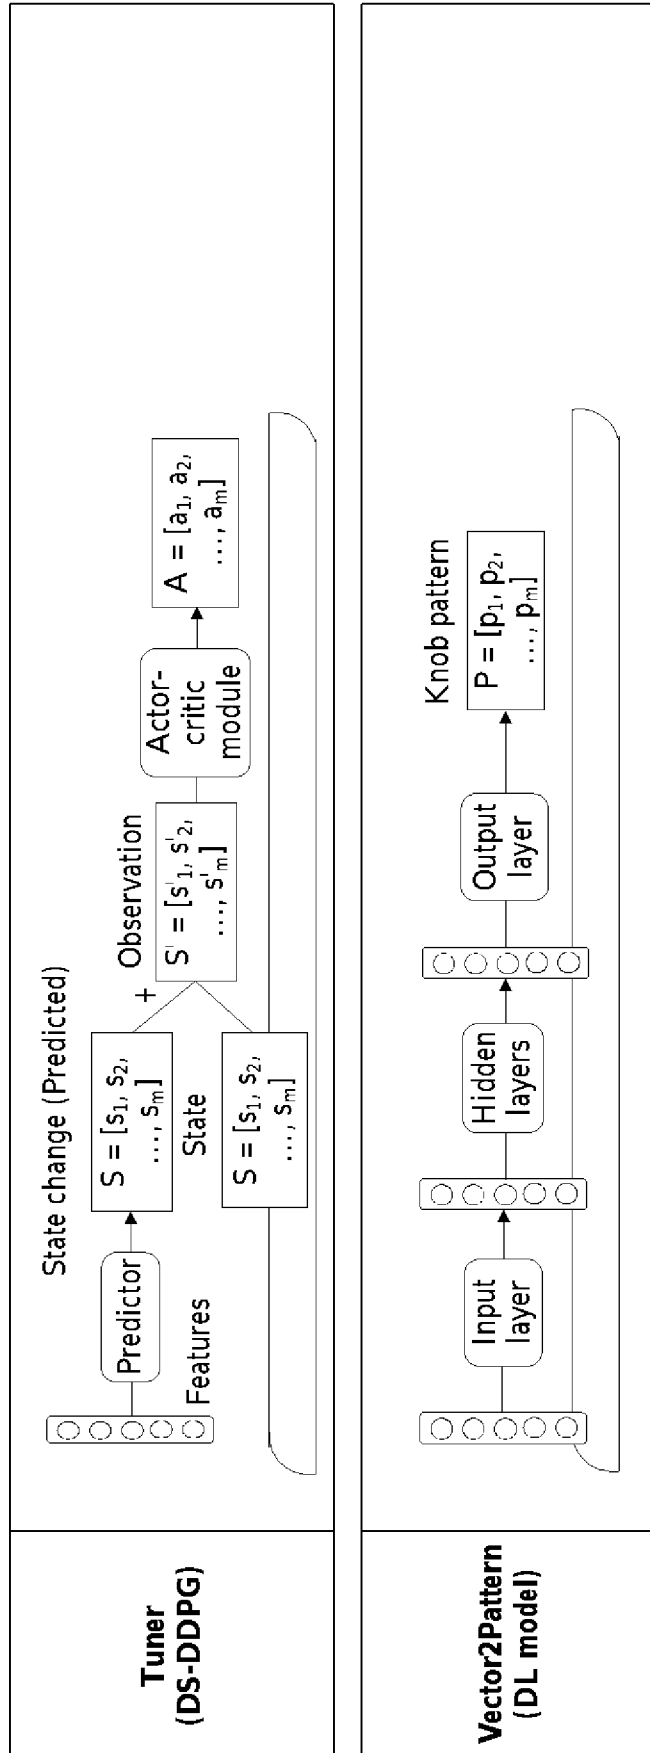 Tuner
(DS-DDPG)
Features
Predictor
State change (Predicted)
S = [s1, s2,
..., sm]
State
S = [s1, s2,
..., sm]
+
Observation
S' = [s'1, s'2,
..., s'm]
Actor-
critic
module
A = [a1, a2,
..., am]
Vector2Pattern
(DL model)
Input
layer
Hidden
layers
Output
layer
Knob pattern
P = [p1, p2,
..., pm]